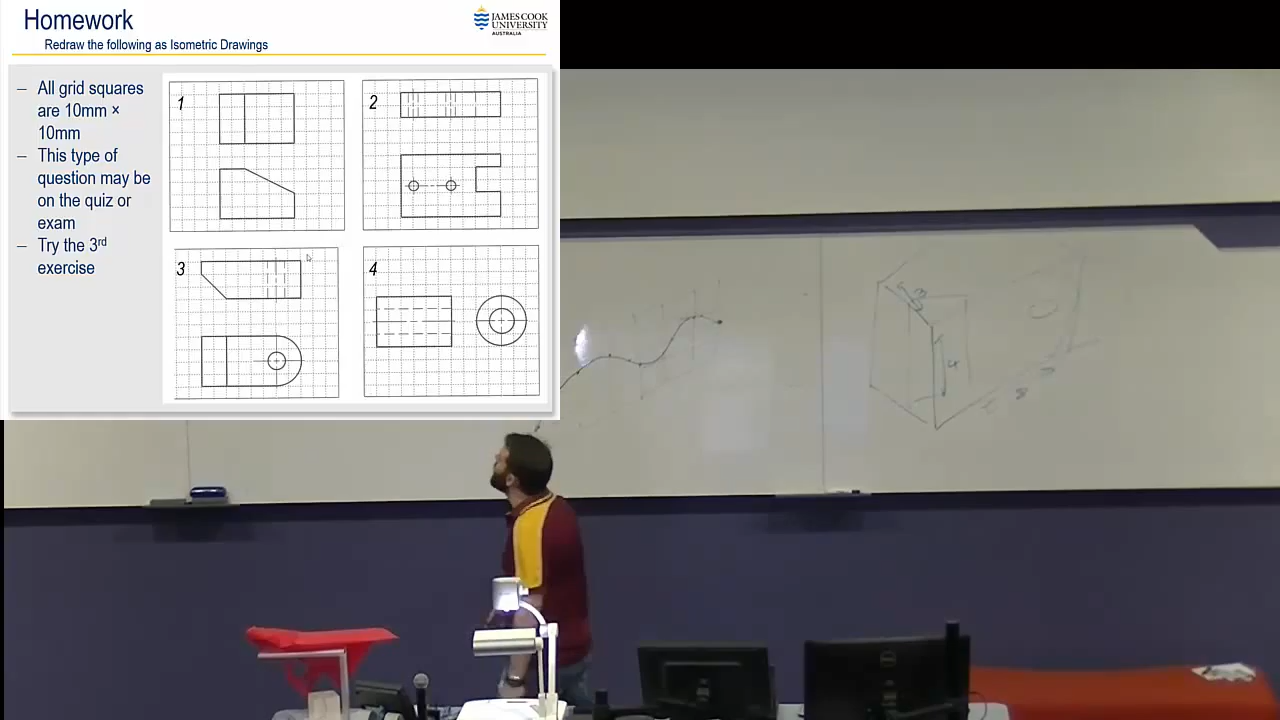 Homework
JAMES COOK
UNIVERSITY
AUSTRALIA
Redraw the following as Isometric Drawings
– All grid squares
are 10mm ×
10mm
– This type of
question may be
on the quiz or
exam
– Try the 3rd
exercise
1
2
3
4